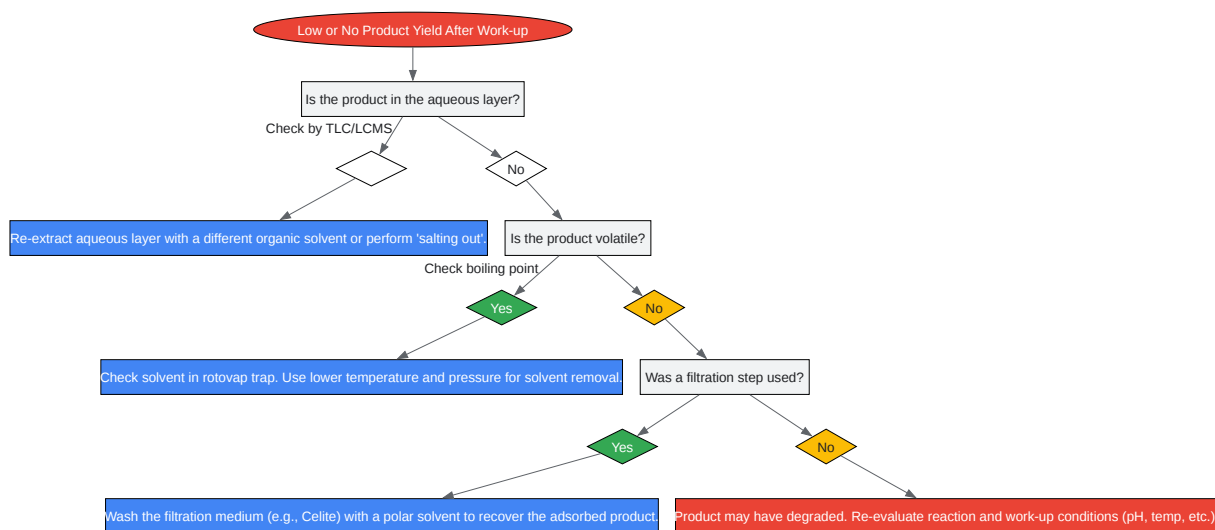 Low or No Product Yield After Work-up
Is the product in the aqueous layer?
Check by TLC/LCMS
No
Re-extract aqueous layer with a different organic solvent or perform 'salting out'.
Is the product volatile?
Check boiling point
Yes
No
Check solvent in rotovap trap. Use lower temperature and pressure for solvent removal.
Was a filtration step used?
Yes
No
Wash the filtration medium (e.g., Celite) with a polar solvent to recover the adsorbed product.
Product may have degraded. Re-evaluate reaction and work-up conditions (pH, temp, etc.)